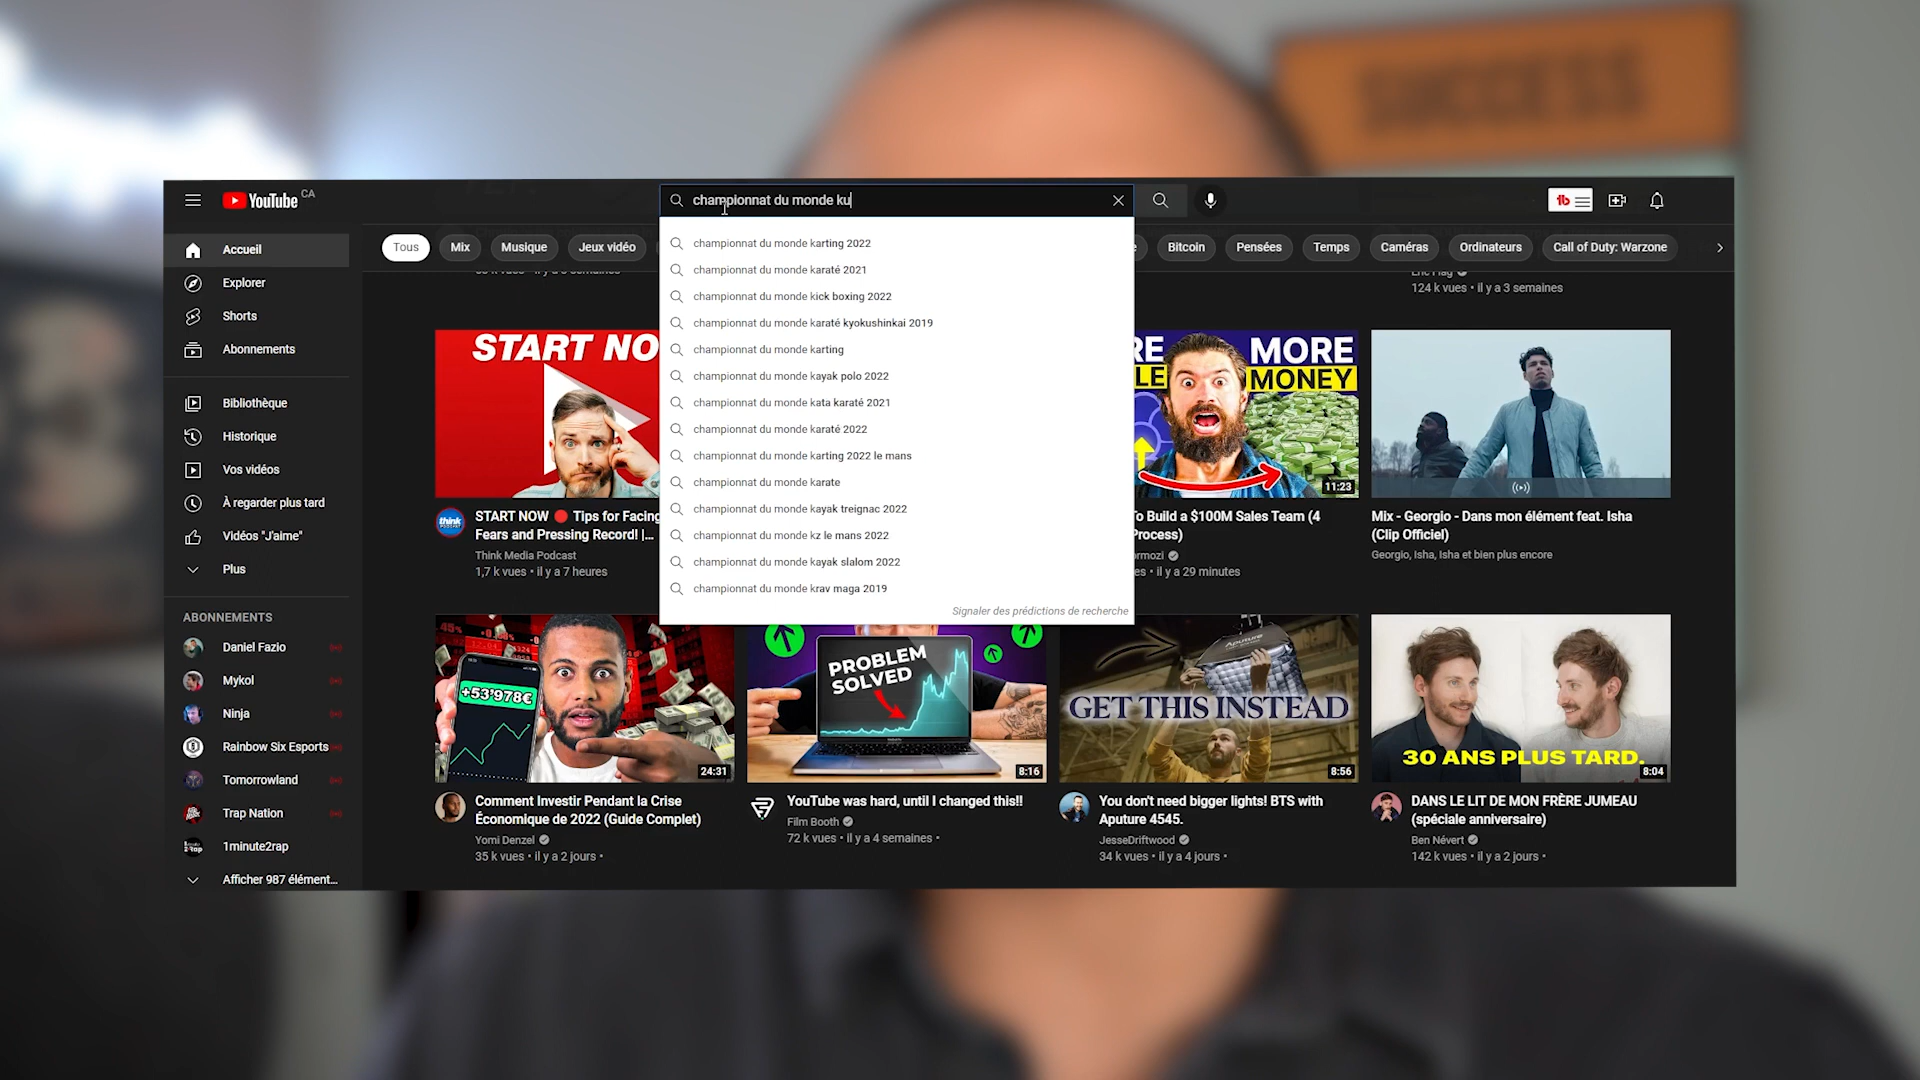 SUCCESS
YouTube CA
championnat du monde ku
championnat du monde karting 2022
championnat du monde karaté 2021
championnat du monde kick boxing 2022
championnat du monde karaté kyokushinkai 2019
championnat du monde karting
championnat du monde kayak polo 2022
championnat du monde kata karaté 2021
championnat du monde karaté 2022
championnat du monde karting 2022 le mans
championnat du monde karate
championnat du monde kayak treignac 2022
championnat du monde kz le mans 2022
championnat du monde kayak slalom 2022
championnat du monde krav maga 2019
Signaler des prédictions de recherche
tb
Tous
Mix
Musique
Jeux vidéo
Bitcoin
Pensées
Temps
Caméras
Ordinateurs
Call of Duty: Warzone
Accueil
Explorer
Shorts
Abonnements
Bibliothèque
Historique
Vos vidéos
À regarder plus tard
Vidéos "J'aime"
Plus
ABONNEMENTS
Daniel Fazio
Mykol
Ninja
Rainbow Six Esports
Tomorrowland
Trap Nation
1minute2rap
Afficher 987 élément...
124 k vues • il y a 3 semaines
START NO
think
START NOW 🔴 Tips for Facing
Fears and Pressing Record! |...
Think Media Podcast
1,7 k vues • il y a 7 heures
RE MORE
LE MONEY
11:23
To Build a $100M Sales Team (4
Process)
rmozi
es • il y a 29 minutes
Mix - Georgio - Dans mon élément feat. Isha
(Clip Officiel)
Georgio, Isha, Isha et bien plus encore
45%
+53'978€
24:31
Comment Investir Pendant la Crise
Économique de 2022 (Guide Complet)
Yomi Denzel
35 k vues • il y a 2 jours •
PROBLEM
SOLVED
8:16
YouTube was hard, until I changed this!!
Film Booth
72 k vues • il y a 4 semaines •
Aputure
GET THIS INSTEAD
8:56
You don't need bigger lights! BTS with
Aputure 4545.
JesseDriftwood
34 k vues • il y a 4 jours •
30 ANS PLUS TARD.
8:04
DANS LE LIT DE MON FRÈRE JUMEAU
(spéciale anniversaire)
Ben Névert
142 k vues • il y a 2 jours •